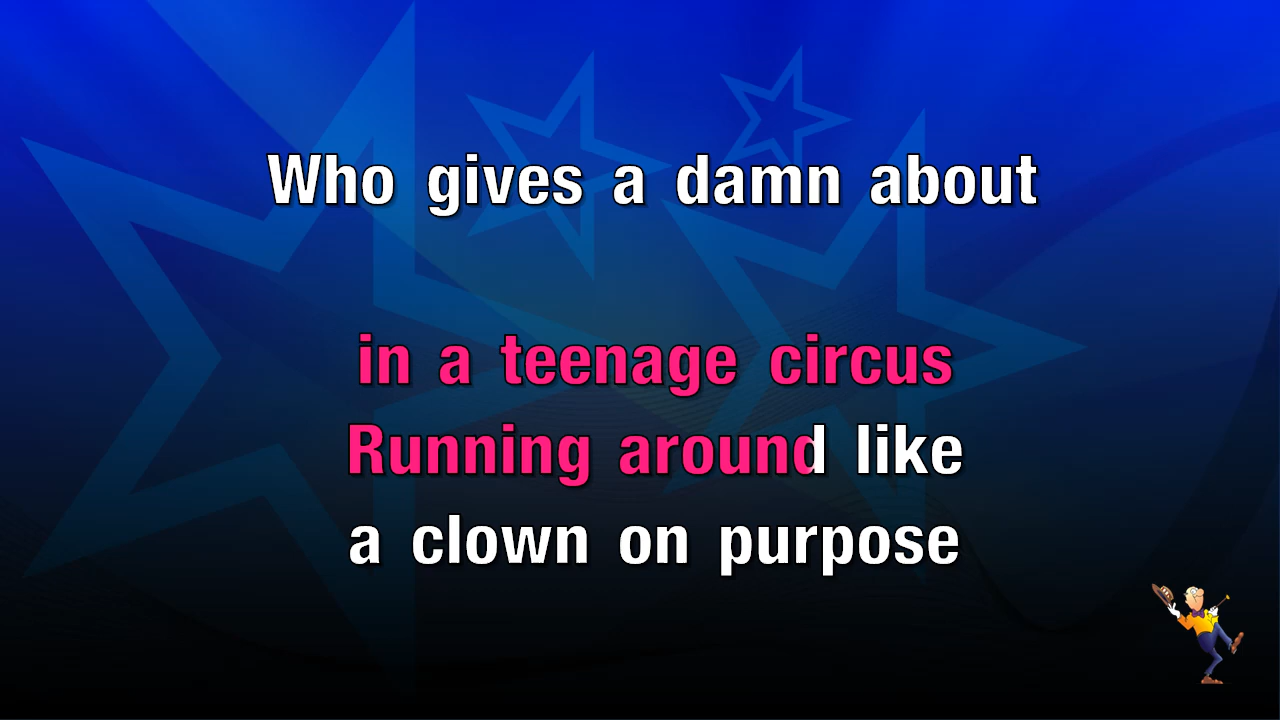 Who gives a damn about
in a teenage circus
Running around like
a clown on purpose